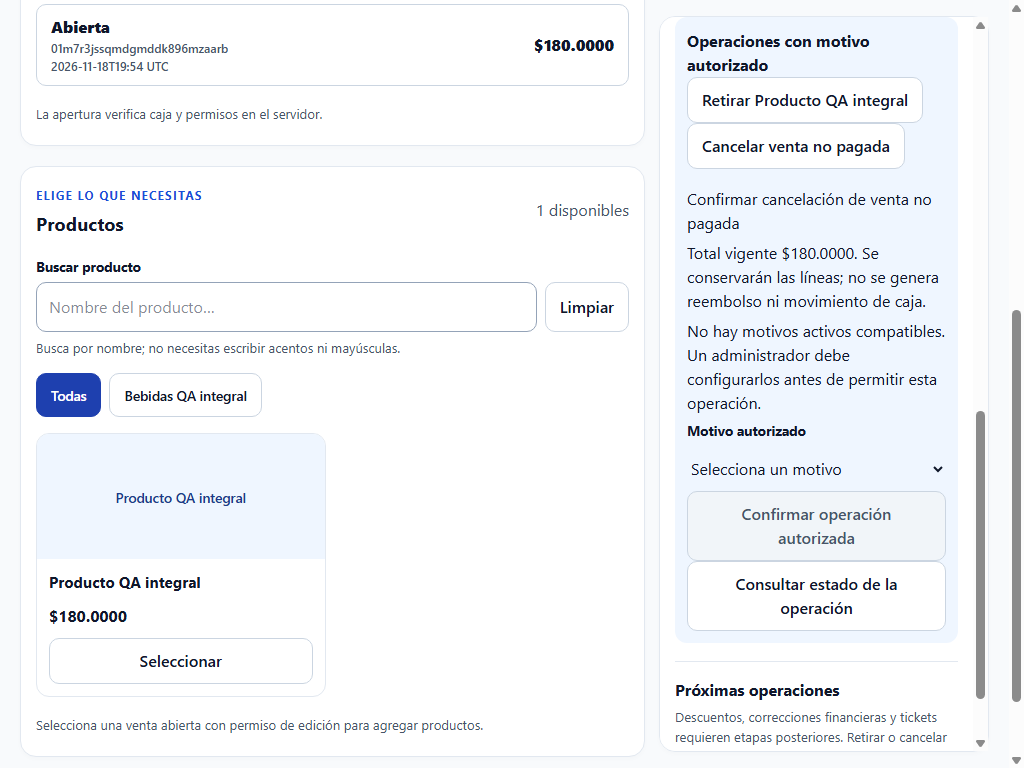 Abierta
01m7r3jssqmdgmddk896mzaarb
2026-11-18T19:54 UTC
$180.0000
La apertura verifica caja y permisos en el servidor.
ELIGE LO QUE NECESITAS
Productos
1 disponibles
Buscar producto
Nombre del producto...
Limpiar
Busca por nombre; no necesitas escribir acentos ni mayúsculas.
Todas
Bebidas QA integral
Producto QA integral
Producto QA integral
$180.0000
Seleccionar
Selecciona una venta abierta con permiso de edición para agregar productos.
Operaciones con motivo
autorizado
Retirar Producto QA integral
Cancelar venta no pagada
Confirmar cancelación de venta no
pagada
Total vigente $180.0000. Se
conservarán las líneas; no se genera
reembolso ni movimiento de caja.
No hay motivos activos compatibles.
Un administrador debe
configurarlos antes de permitir esta
operación.
Motivo autorizado
Selecciona un motivo
Confirmar operación
autorizada
Consultar estado de la
operación
Próximas operaciones
Descuentos, correcciones financieras y tickets
requieren etapas posteriores. Retirar o cancelar